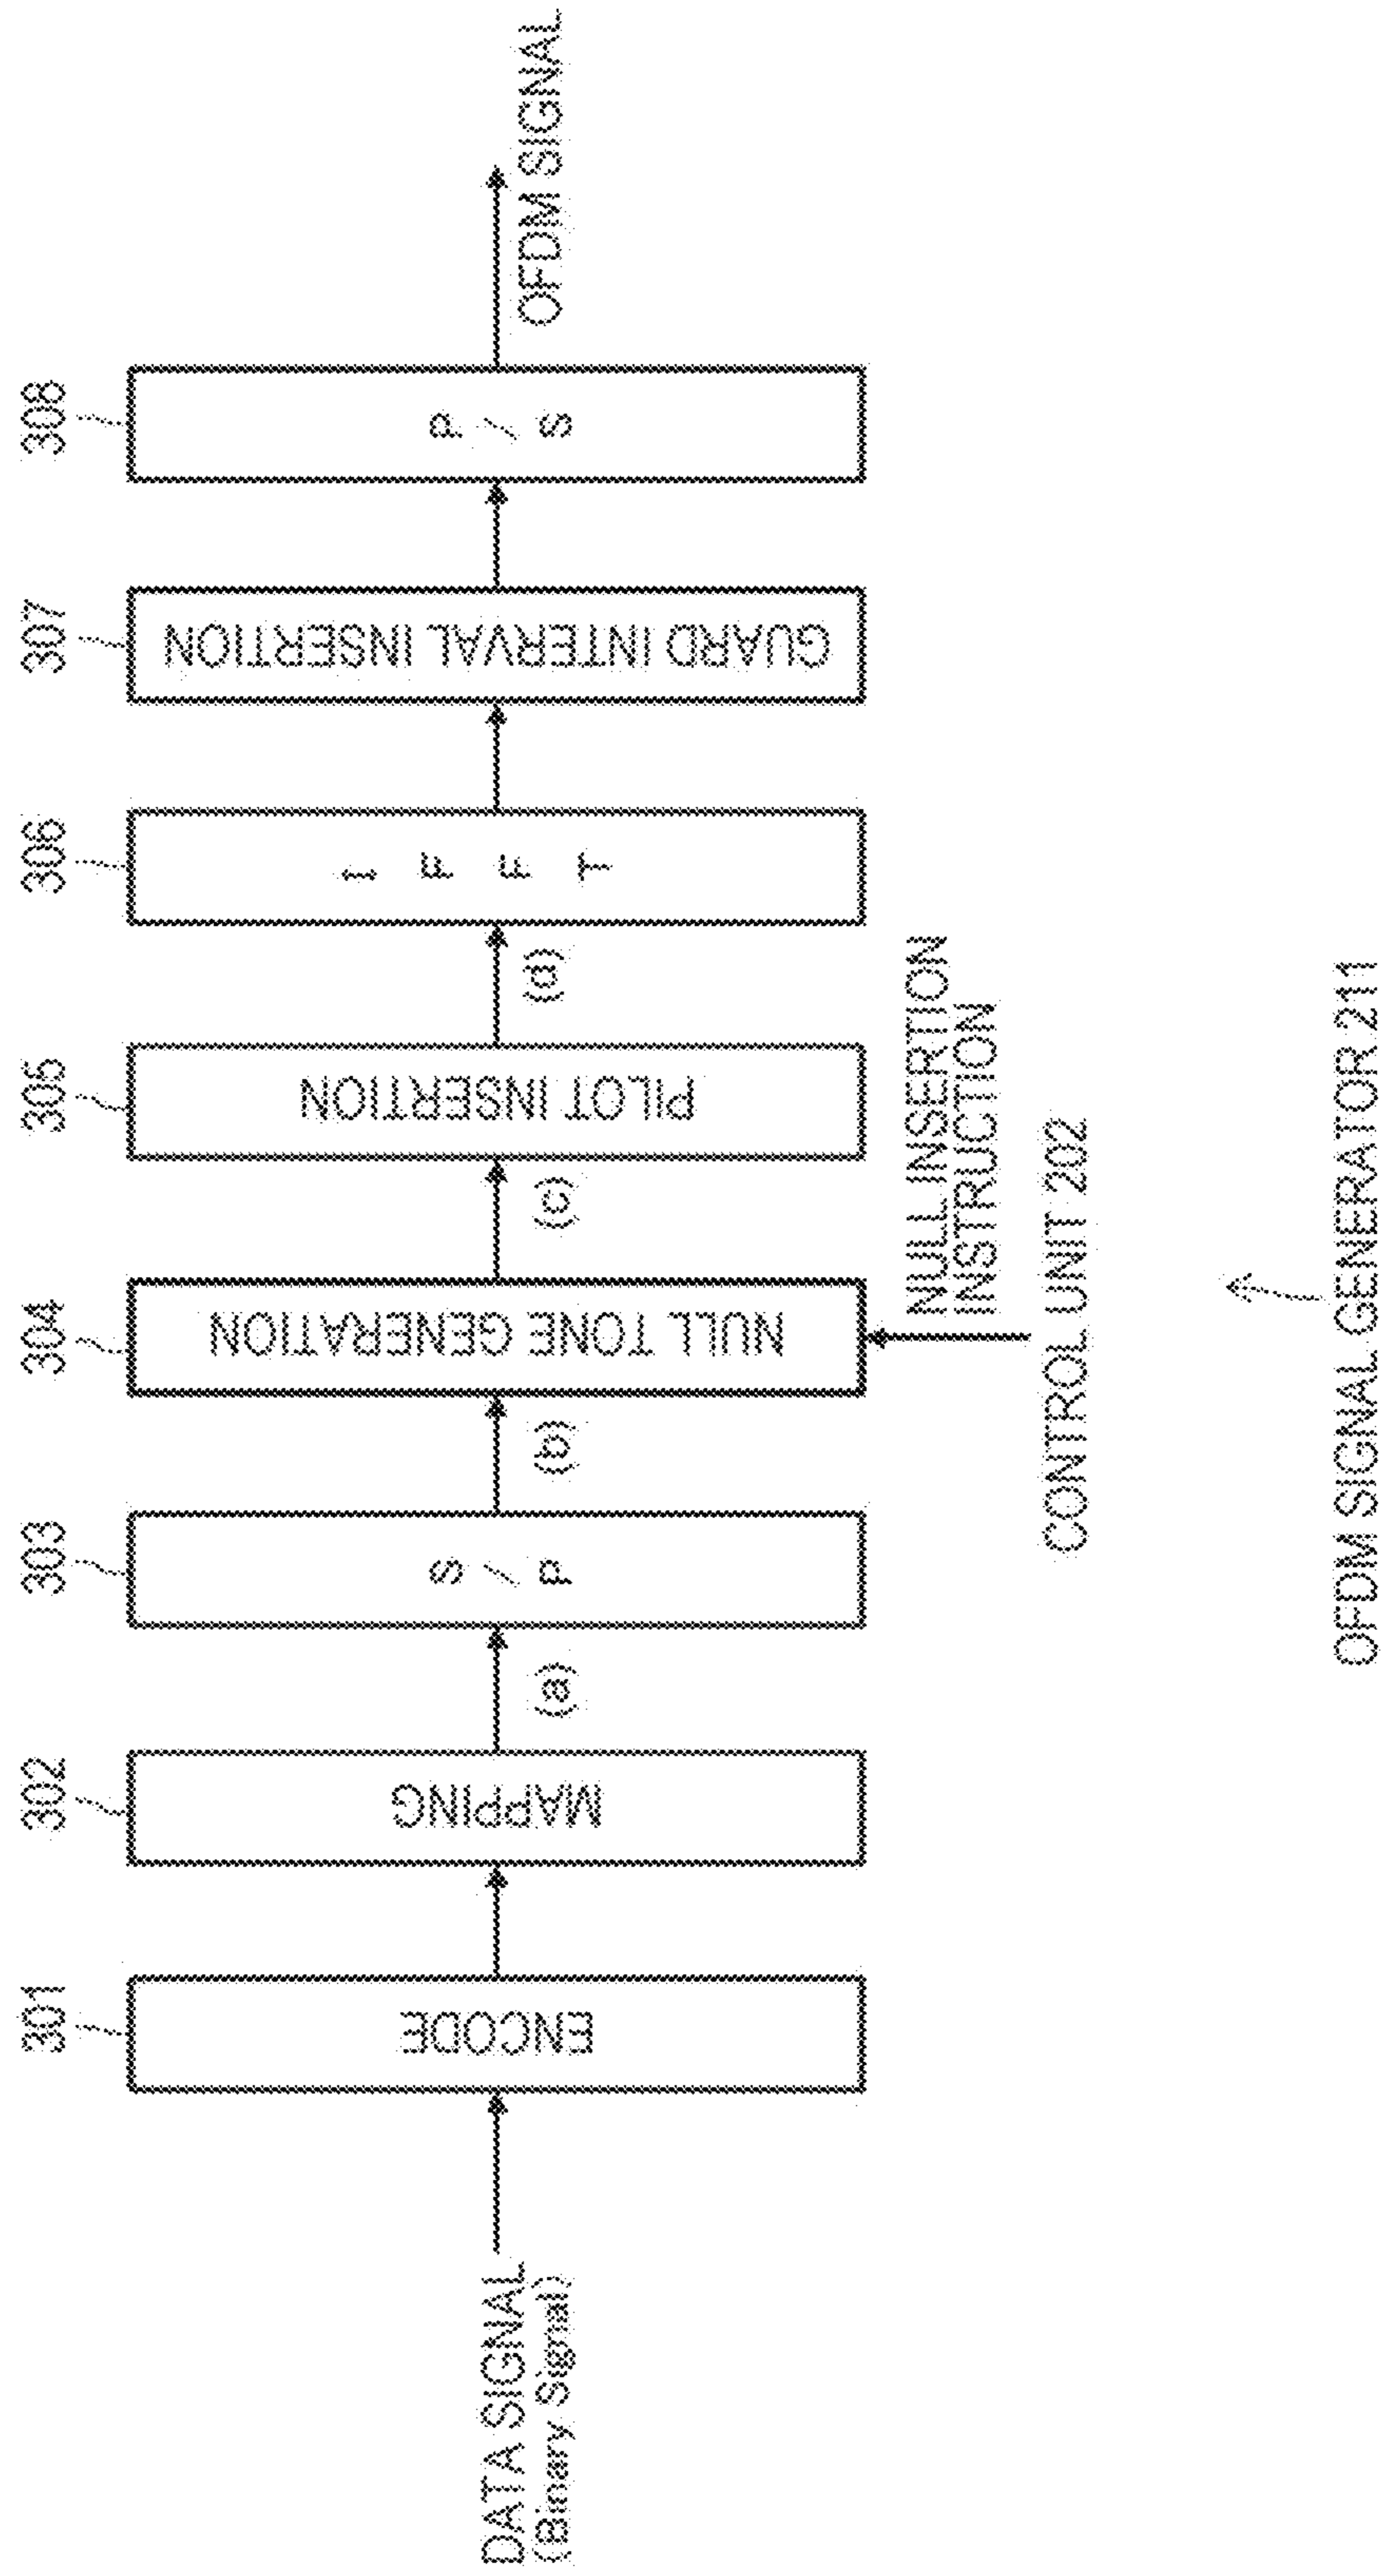 301
302
303
304
305
306
307
308
DATA SIGNAL
(Binary Signal)
ENCODE
MAPPING
(a)
S/P
(b)
NULL TONE GENERATION
(c)
PILOT INSERTION
(d)
IFFT
GUARD INTERVAL INSERTION
P/S
OFDM SIGNAL
NULL INSERTION
INSTRUCTION
CONTROL UNIT 202
OFDM SIGNAL GENERATOR 211